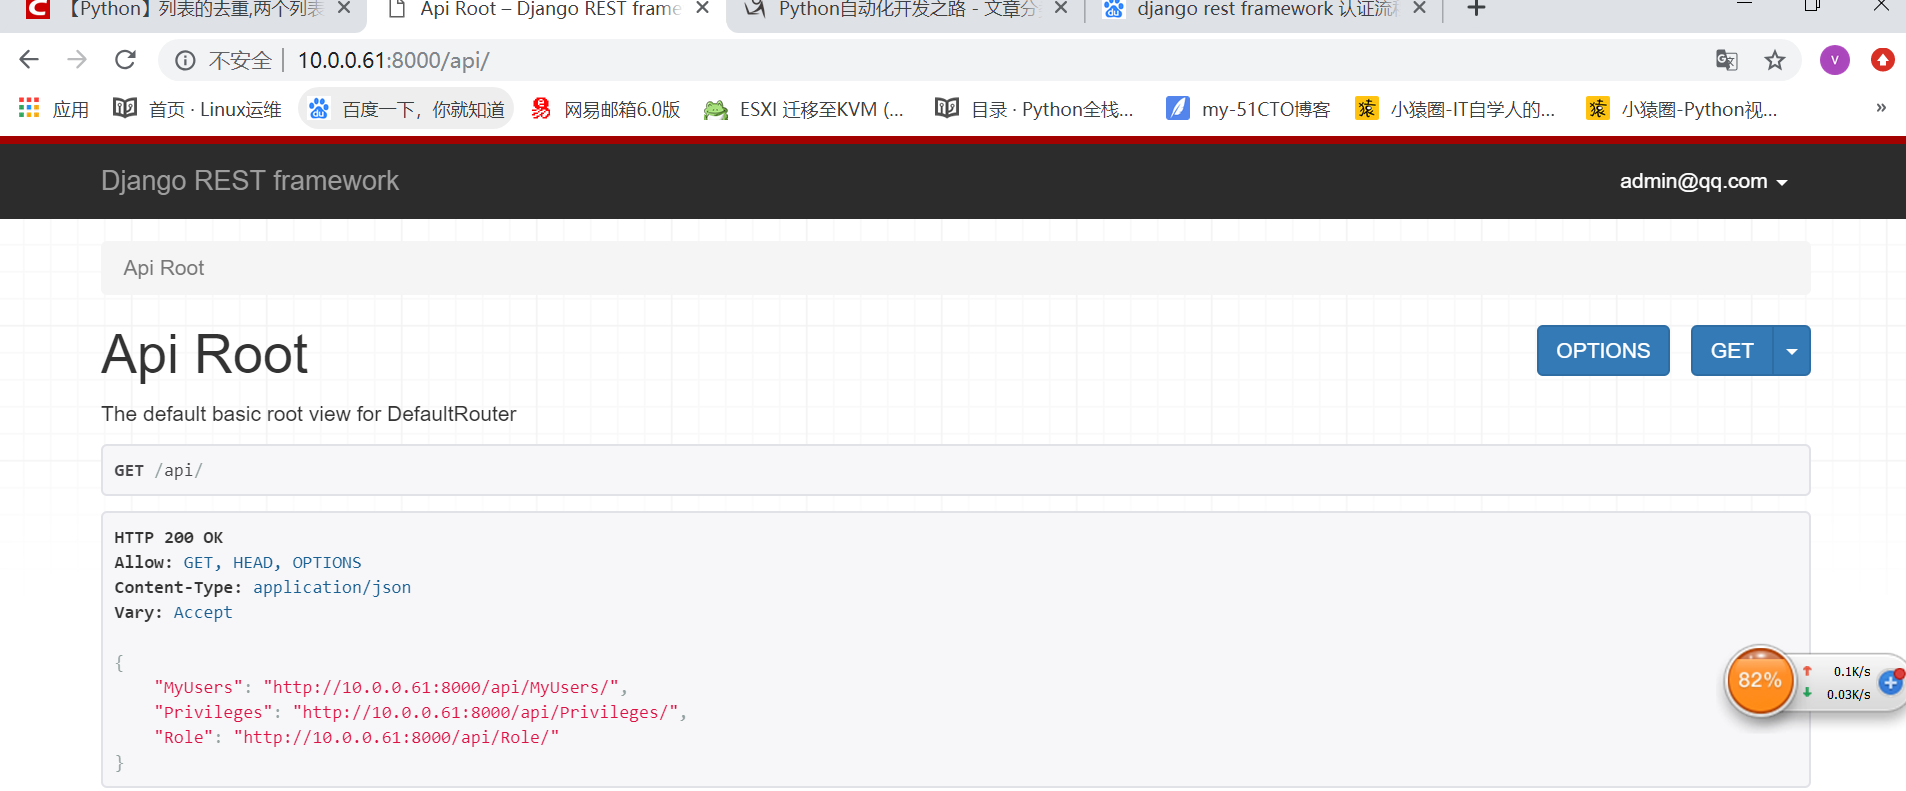 【Python】列表的去重,两个列表
Api Root – Django REST frame
Python自动化开发之路 - 文章分
django rest framework 认证流
不安全 10.0.0.61:8000/api/
V
应用 首页 · Linux运维 百度一下，你就知道 网易邮箱6.0版 ESXI 迁移至KVM (... 目录 · Python全栈... my-51CTO博客 小猿圈-IT自学人的... 小猿圈-Python视... »
Django REST framework admin@qq.com
Api Root
Api Root
OPTIONS GET
The default basic root view for DefaultRouter
GET /api/
HTTP 200 OK
Allow: GET, HEAD, OPTIONS
Content-Type: application/json
Vary: Accept
{
"MyUsers": "http://10.0.0.61:8000/api/MyUsers/",
"Privileges": "http://10.0.0.61:8000/api/Privileges/",
"Role": "http://10.0.0.61:8000/api/Role/"
}
82%
0.1K/s
0.03K/s